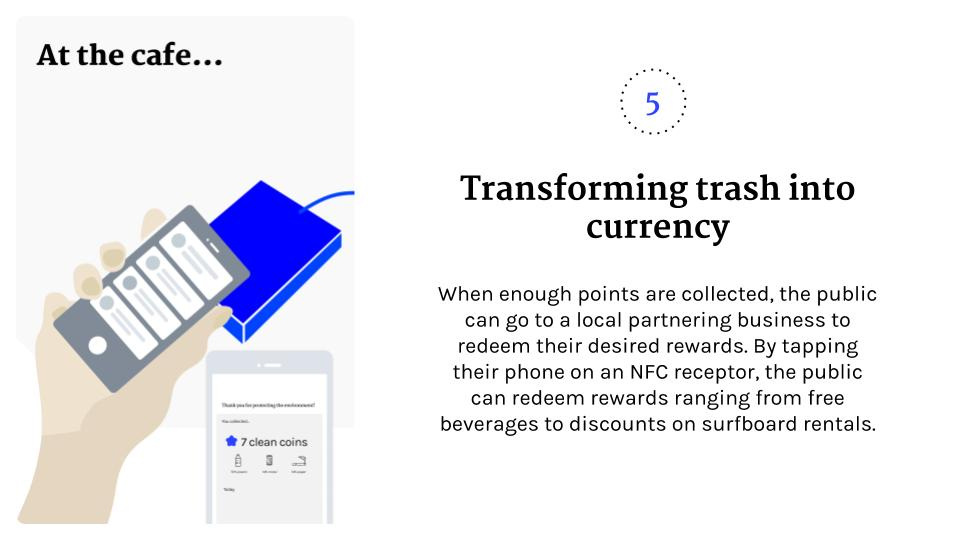 At the cafe...
5
Transforming trash into
currency
When enough points are collected, the public
can go to a local partnering business to
redeem their desired rewards. By tapping
their phone on an NFC receptor, the public
can redeem rewards ranging from free
beverages to discounts on surfboard rentals.
Thank you for protecting the environment!
You collected..
7 clean coins
Today